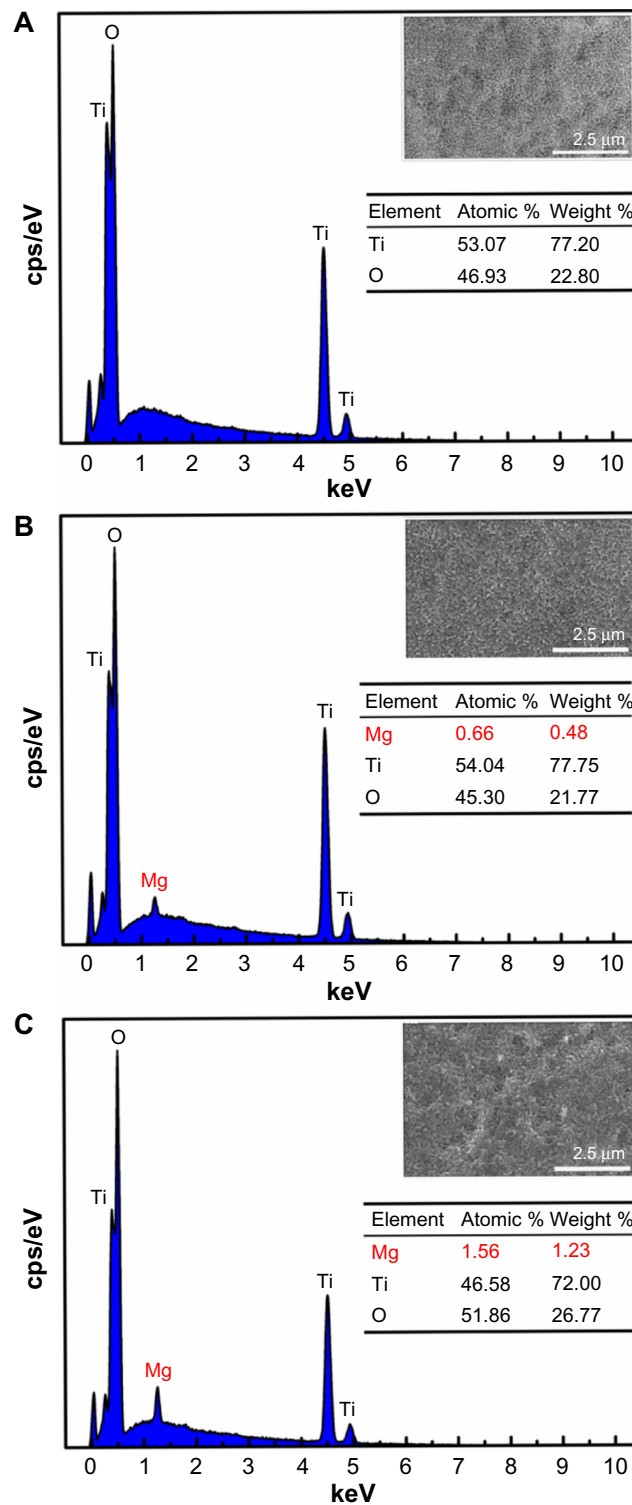 A
O
Ti
2.5 μm
Element Atomic % Weight %
Ti 53.07 77.20
O 46.93 22.80
Ti
Ti
cps/eV
0 1 2 3 4 5 6 7 8 9 10
keV
B
O
Ti
2.5 μm
Element Atomic % Weight %
Mg 0.66 0.48
Ti 54.04 77.75
O 45.30 21.77
Ti
Mg
Ti
cps/eV
0 1 2 3 4 5 6 7 8 9 10
keV
C
O
Ti
2.5 μm
Element Atomic % Weight %
Mg 1.56 1.23
Ti 46.58 72.00
O 51.86 26.77
Ti
Mg
Ti
cps/eV
0 1 2 3 4 5 6 7 8 9 10
keV